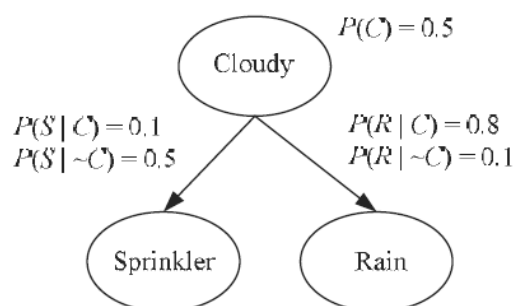 P(C) = 0.5
Cloudy
P(S | C) = 0.1
P(S | ~C) = 0.5
P(R | C) = 0.8
P(R | ~C) = 0.1
Sprinkler
Rain